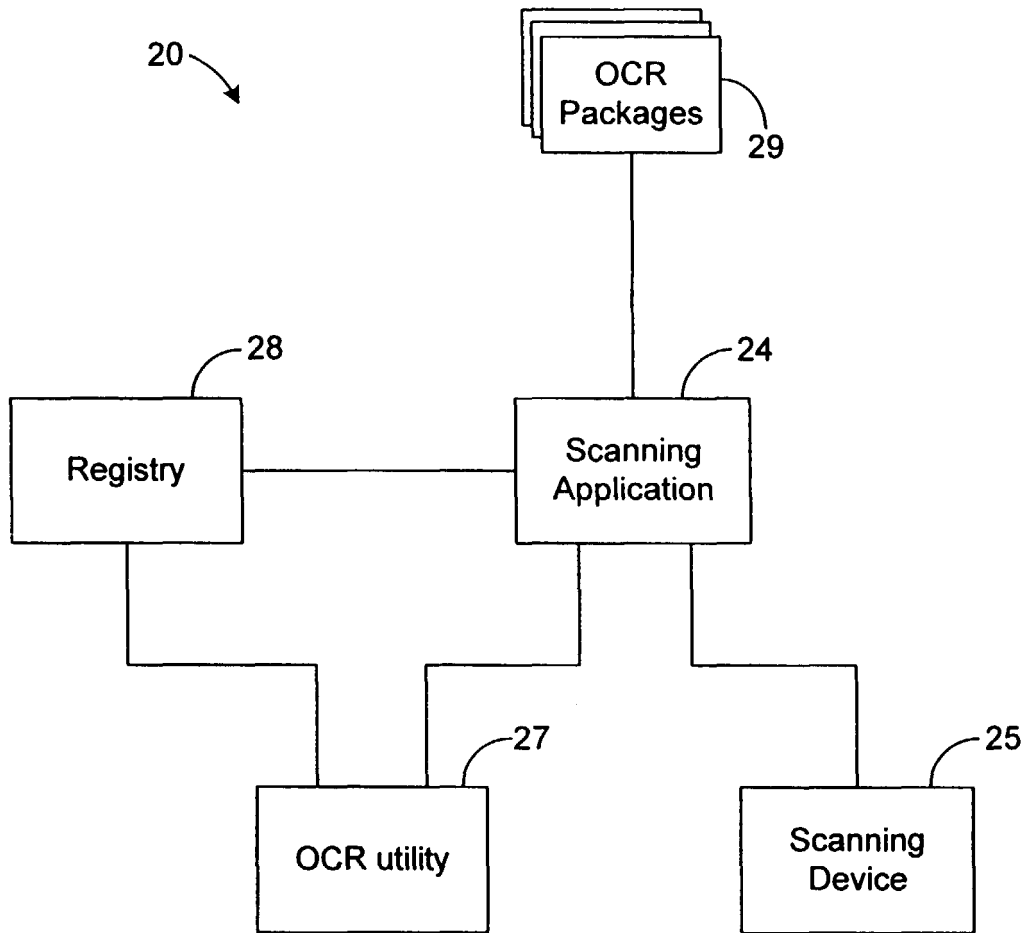 20
OCR
Packages
29
28
24
Registry
Scanning
Application
27
25
OCR utility
Scanning
Device